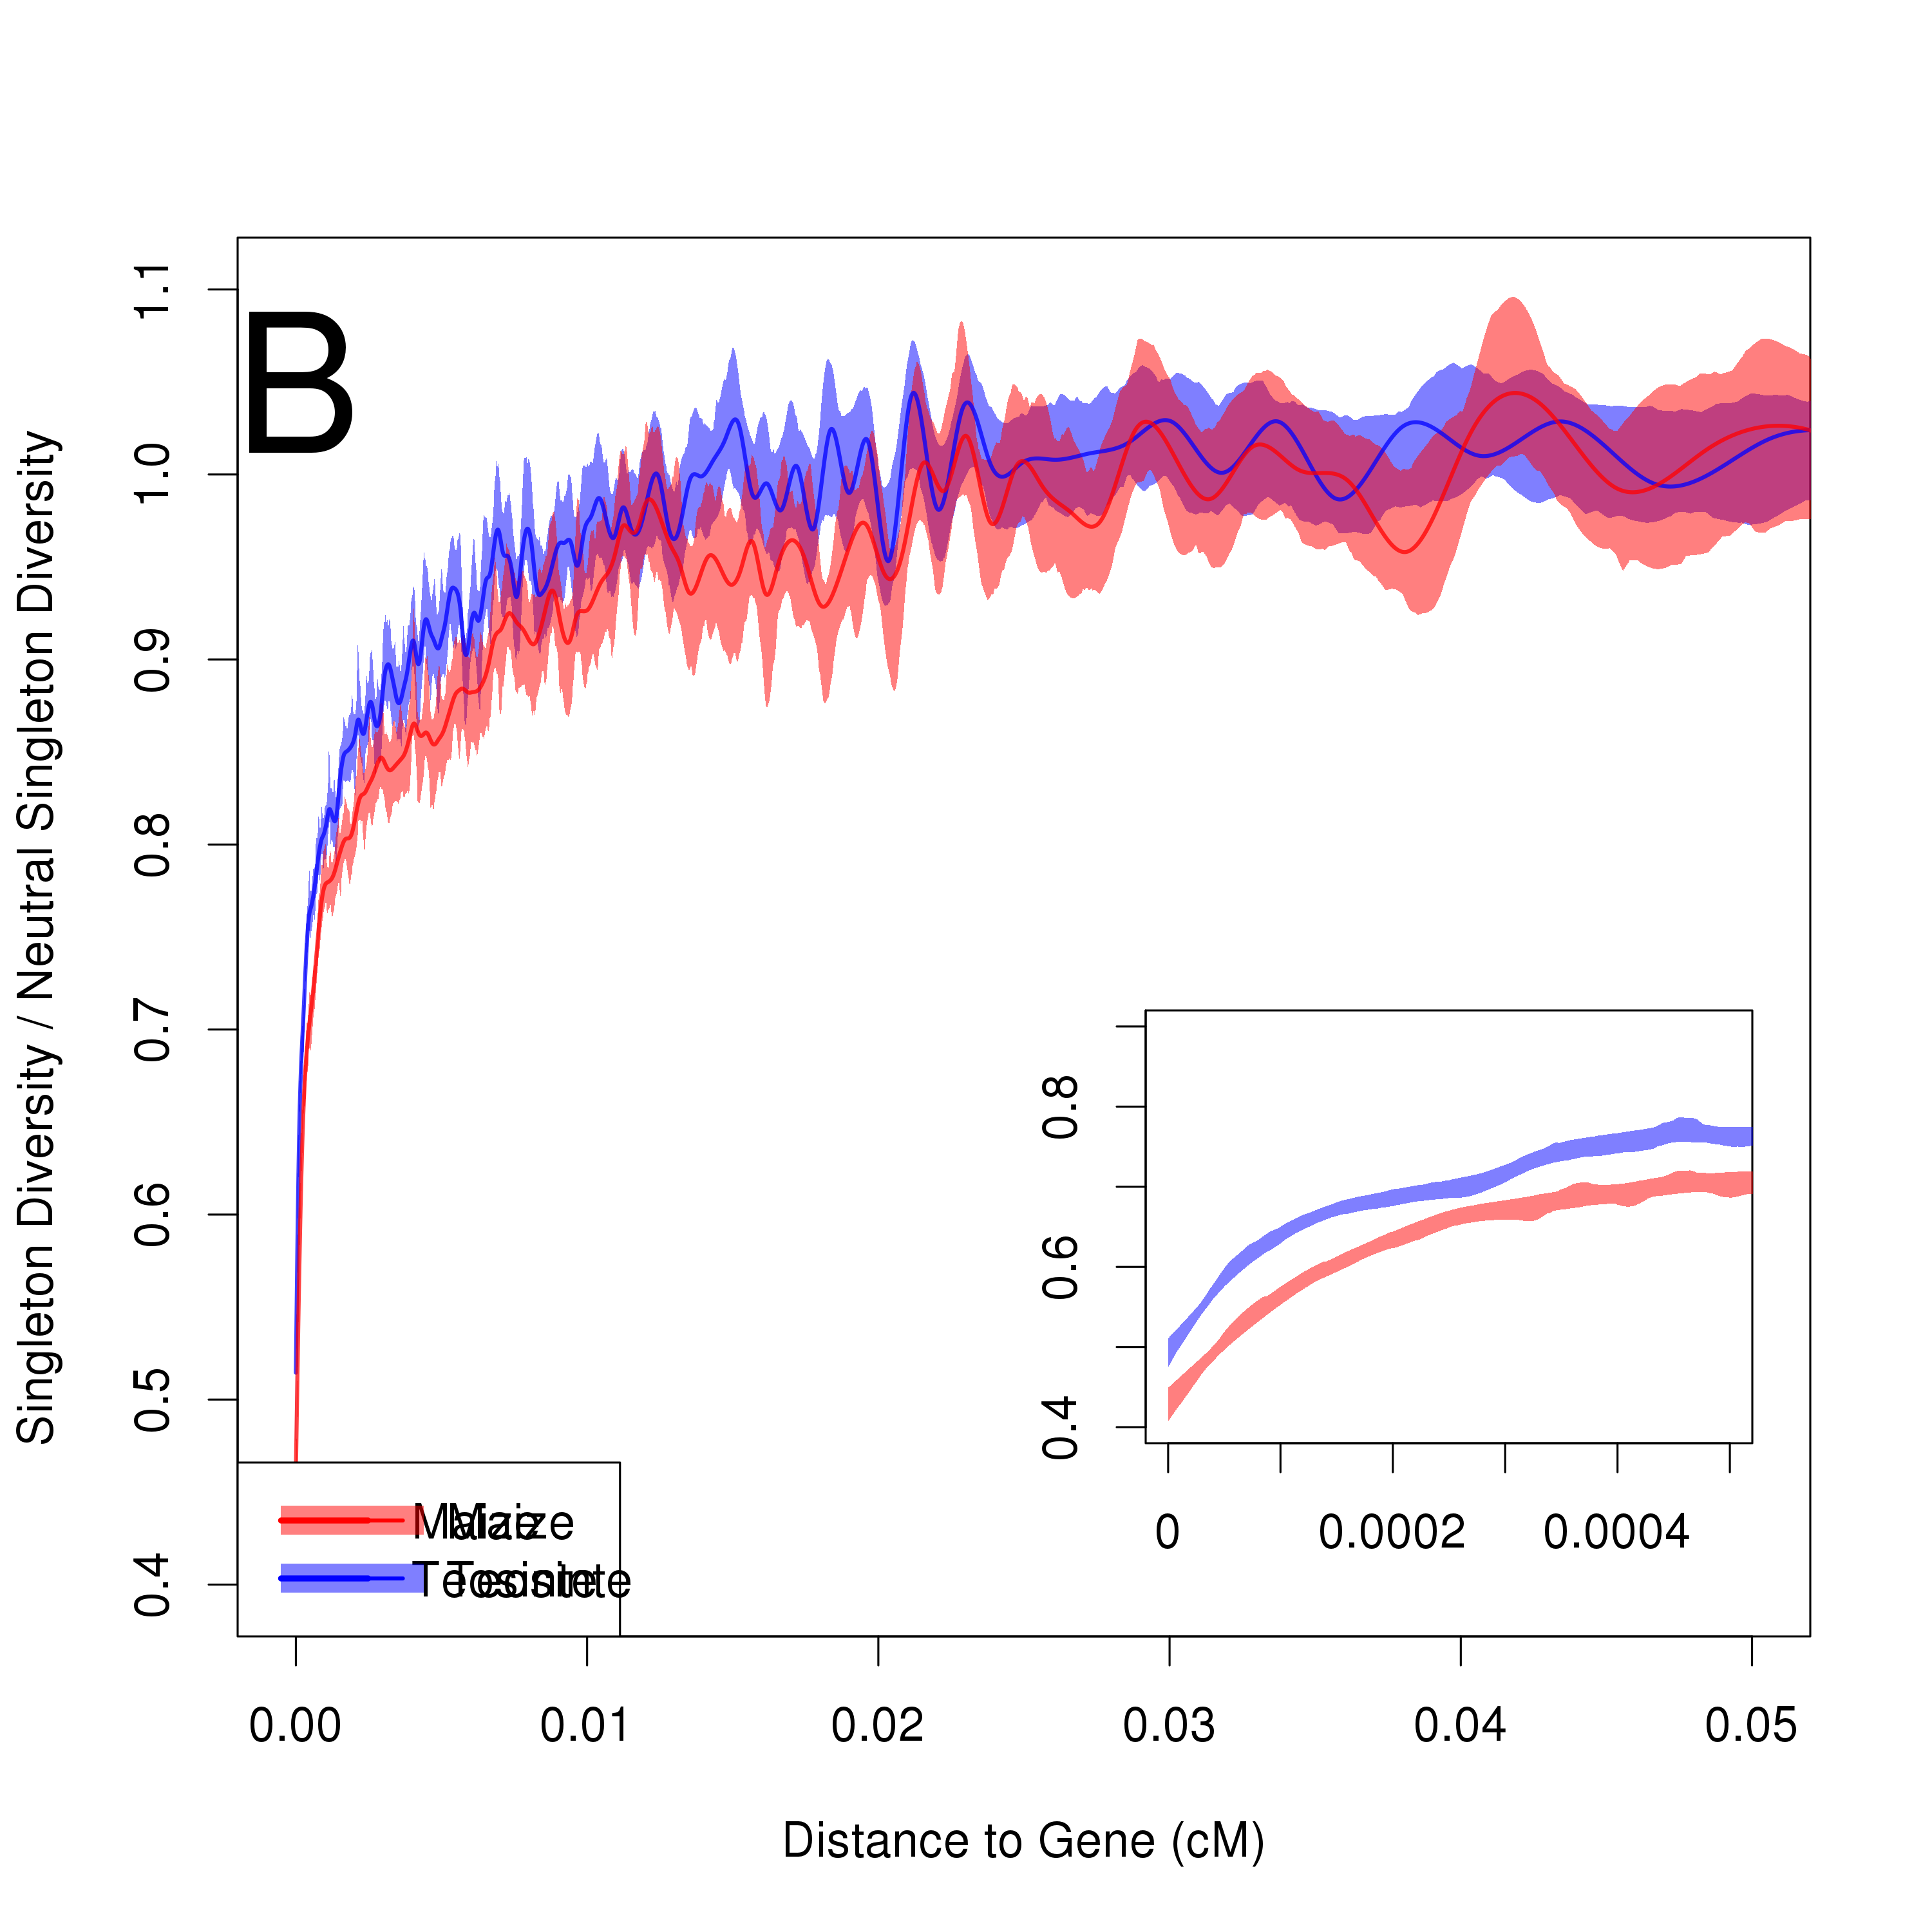 B
Singleton Diversity / Neutral Singleton Diversity
1.1
1.0
0.9
0.8
0.7
0.6
0.5
0.4
0.8
0.6
0.4
0 0.0002 0.0004
Maize Maize
Teosinte Teosinte
0.00 0.01 0.02 0.03 0.04 0.05
Distance to Gene (cM)